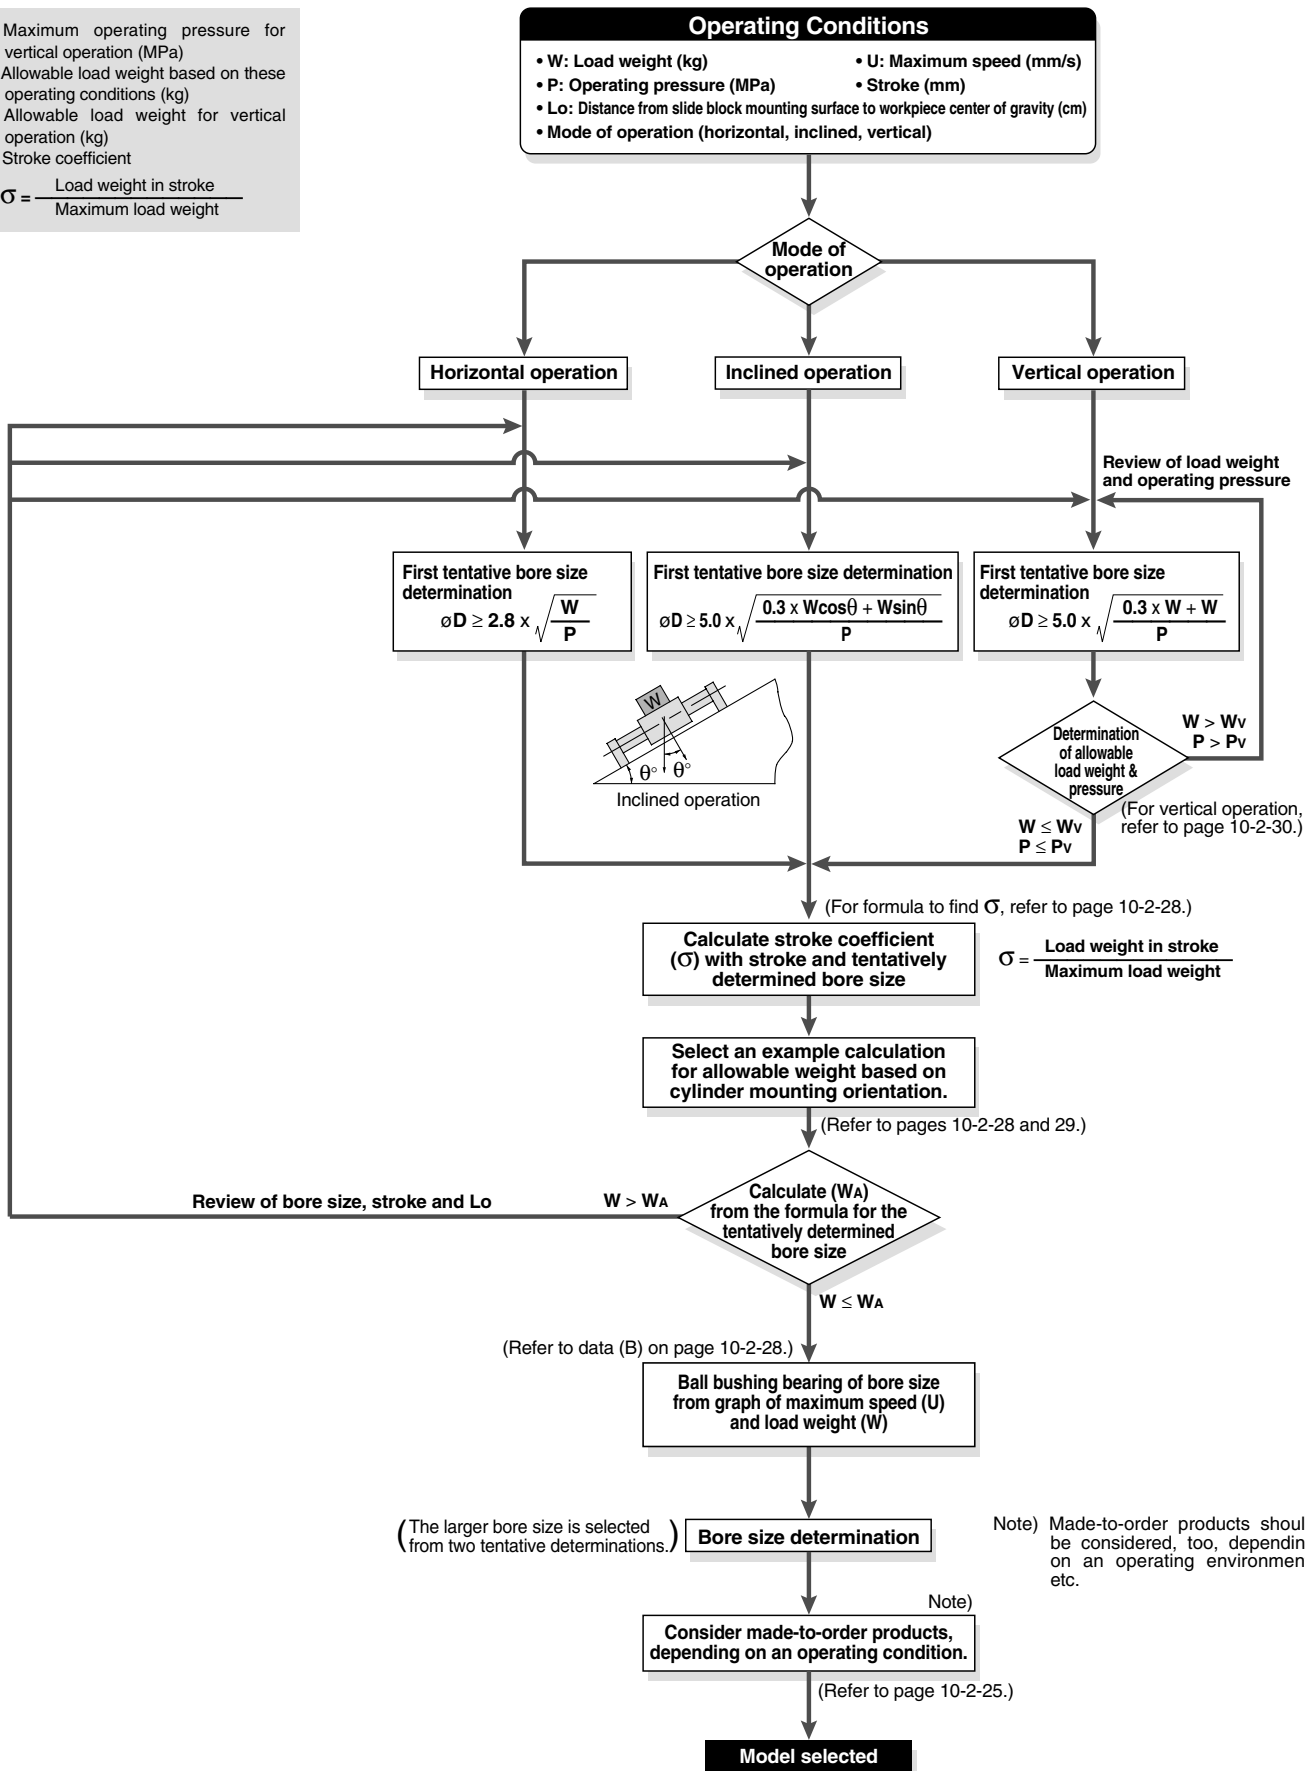 Maximum operating pressure for
vertical operation (MPa)
Allowable load weight based on these
operating conditions (kg)
Allowable load weight for vertical
operation (kg)
Stroke coefficient
σ = Load weight in stroke
Maximum load weight
Operating Conditions
• W: Load weight (kg) • U: Maximum speed (mm/s)
• P: Operating pressure (MPa) • Stroke (mm)
• Lo: Distance from slide block mounting surface to workpiece center of gravity (cm)
• Mode of operation (horizontal, inclined, vertical)
Mode of
operation
Horizontal operation
Inclined operation
Vertical operation
Review of load weight
and operating pressure
First tentative bore size
determination
øD ≥ 2.8 x √ W
P
First tentative bore size determination
øD ≥ 5.0 x √ 0.3 x Wcosθ + Wsinθ
P
First tentative bore size
determination
øD ≥ 5.0 x √ 0.3 x W + W
P
W
θ° θ°
Inclined operation
Determination
of allowable
load weight &
pressure
W > Wv
P > Pv
(For vertical operation,
refer to page 10-2-30.)
W ≤ Wv
P ≤ Pv
(For formula to find σ, refer to page 10-2-28.)
Calculate stroke coefficient
(σ) with stroke and tentatively
determined bore size
σ = Load weight in stroke
Maximum load weight
Select an example calculation
for allowable weight based on
cylinder mounting orientation.
(Refer to pages 10-2-28 and 29.)
Calculate (WA)
from the formula for the
tentatively determined
bore size
Review of bore size, stroke and Lo W > WA
W ≤ WA
(Refer to data (B) on page 10-2-28.)
Ball bushing bearing of bore size
from graph of maximum speed (U)
and load weight (W)
(The larger bore size is selected
from two tentative determinations.)
Bore size determination
Note) Made-to-order products shoul
be considered, too, dependin
on an operating environmen
etc.
Note)
Consider made-to-order products,
depending on an operating condition.
(Refer to page 10-2-25.)
Model selected